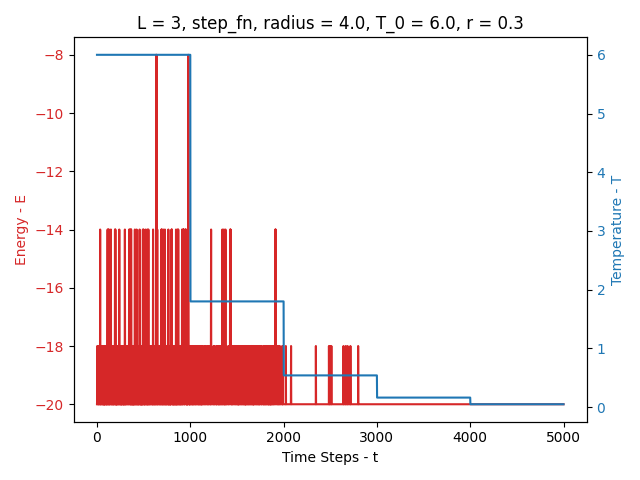 L = 3, step_fn, radius = 4.0, T_0 = 6.0, r = 0.3
Energy - E
−8
−10
−12
−14
−16
−18
−20
6
5
4
3
2
1
0
Temperature - T
0 1000 2000 3000 4000 5000
Time Steps - t